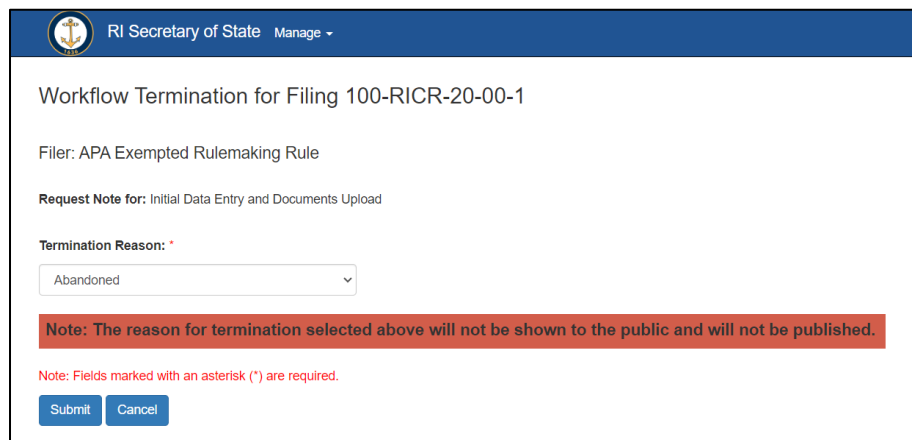 RI Secretary of State Manage
1636
Workflow Termination for Filing 100-RICR-20-00-1
Filer: APA Exempted Rulemaking Rule
Request Note for: Initial Data Entry and Documents Upload
Termination Reason: *
Abandoned
Note: The reason for termination selected above will not be shown to the public and will not be published.
Note: Fields marked with an asterisk (*) are required.
Submit Cancel